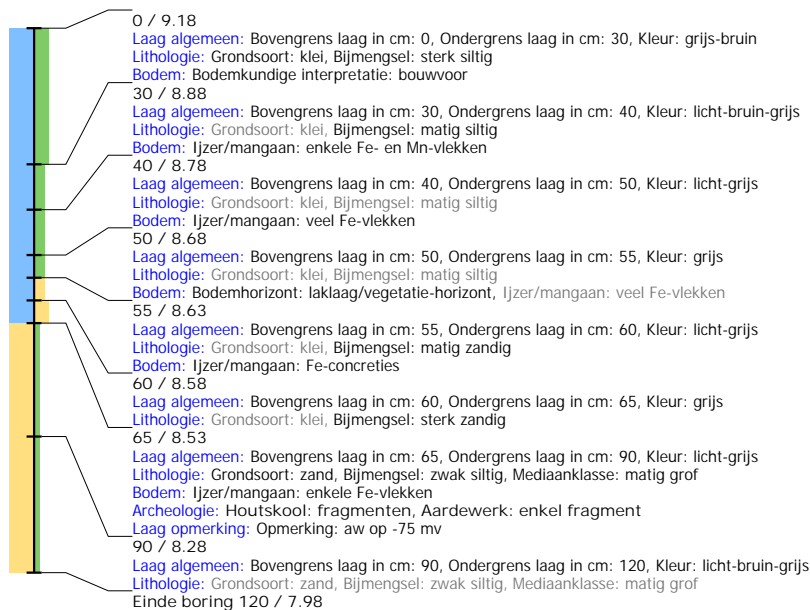 0 / 9.18
Laag algemeen: Bovengrens laag in cm: 0, Ondergrens laag in cm: 30, Kleur: grijs-bruin
Lithologie: Grondsoort: klei, Bijmengsel: sterk siltig
Bodem: Bodemkundige interpretatie: bouwvoor
30 / 8.88
Laag algemeen: Bovengrens laag in cm: 30, Ondergrens laag in cm: 40, Kleur: licht-bruin-grijs
Lithologie: Grondsoort: klei, Bijmengsel: matig siltig
Bodem: Ijzer/mangaan: enkele Fe- en Mn-vlekken
40 / 8.78
Laag algemeen: Bovengrens laag in cm: 40, Ondergrens laag in cm: 50, Kleur: licht-grijs
Lithologie: Grondsoort: klei, Bijmengsel: matig siltig
Bodem: Ijzer/mangaan: veel Fe-vlekken
50 / 8.68
Laag algemeen: Bovengrens laag in cm: 50, Ondergrens laag in cm: 55, Kleur: grijs
Lithologie: Grondsoort: klei, Bijmengsel: matig siltig
Bodem: Bodemhorizont: laklaag/vegetatie-horizont, Ijzer/mangaan: veel Fe-vlekken
55 / 8.63
Laag algemeen: Bovengrens laag in cm: 55, Ondergrens laag in cm: 60, Kleur: licht-grijs
Lithologie: Grondsoort: klei, Bijmengsel: matig zandig
Bodem: Ijzer/mangaan: Fe-concreties
60 / 8.58
Laag algemeen: Bovengrens laag in cm: 60, Ondergrens laag in cm: 65, Kleur: grijs
Lithologie: Grondsoort: klei, Bijmengsel: sterk zandig
65 / 8.53
Laag algemeen: Bovengrens laag in cm: 65, Ondergrens laag in cm: 90, Kleur: licht-grijs
Lithologie: Grondsoort: zand, Bijmengsel: zwak siltig, Mediaanklasse: matig grof
Bodem: Ijzer/mangaan: enkele Fe-vlekken
Archeologie: Houtskool: fragmenten, Aardewerk: enkel fragment
Laag opmerking: Opmerking: aw op -75 mv
90 / 8.28
Laag algemeen: Bovengrens laag in cm: 90, Ondergrens laag in cm: 120, Kleur: licht-bruin-grijs
Lithologie: Grondsoort: zand, Bijmengsel: zwak siltig, Mediaanklasse: matig grof
Einde boring 120 / 7.98